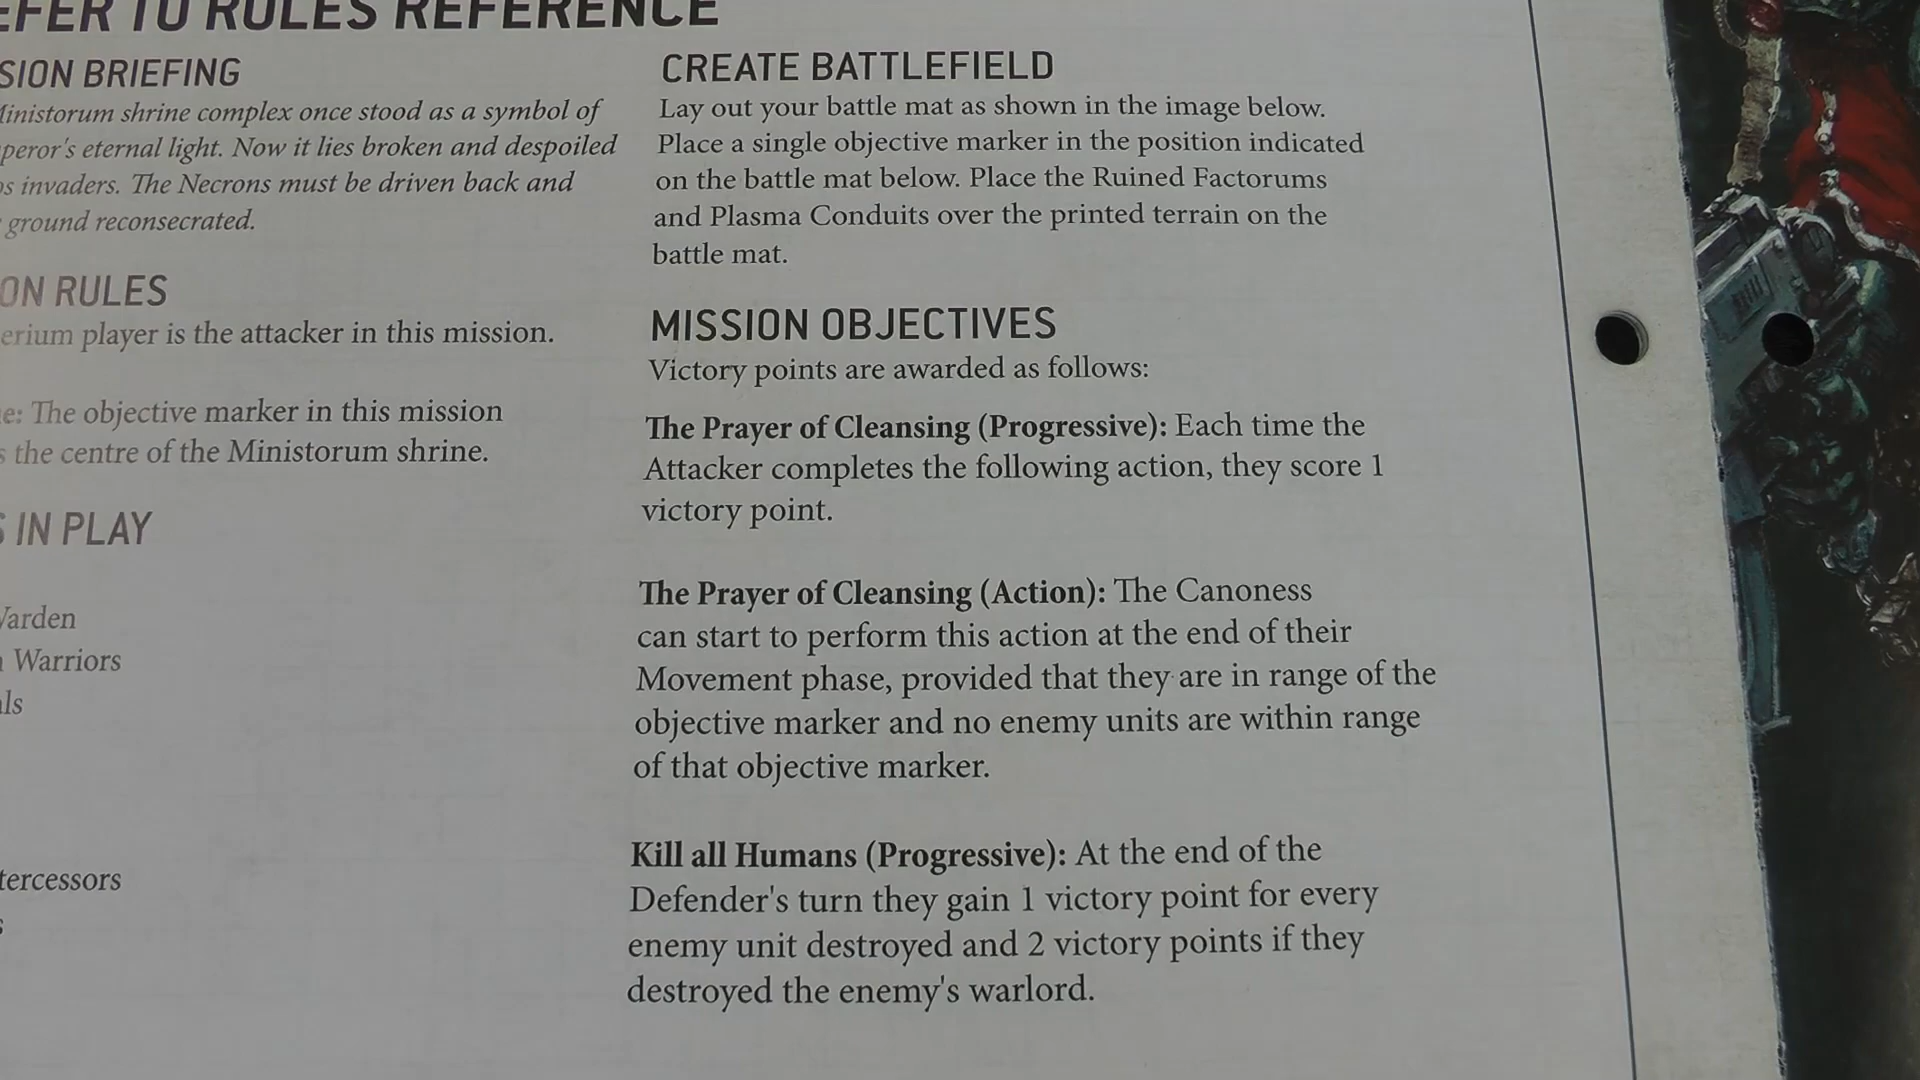 REFER TO RULES REFERENCE
SION BRIEFING
Ministorum shrine complex once stood as a symbol of
peror's eternal light. Now it lies broken and despoiled
os invaders. The Necrons must be driven back and
ground reconsecrated.
ON RULES
erium player is the attacker in this mission.
e: The objective marker in this mission
s the centre of the Ministorum shrine.
S IN PLAY
Warden
n Warriors
als
tercessors
s
CREATE BATTLEFIELD
Lay out your battle mat as shown in the image below.
Place a single objective marker in the position indicated
on the battle mat below. Place the Ruined Factorums
and Plasma Conduits over the printed terrain on the
battle mat.
MISSION OBJECTIVES
Victory points are awarded as follows:
The Prayer of Cleansing (Progressive): Each time the
Attacker completes the following action, they score 1
victory point.
The Prayer of Cleansing (Action): The Canoness
can start to perform this action at the end of their
Movement phase, provided that they are in range of the
objective marker and no enemy units are within range
of that objective marker.
Kill all Humans (Progressive): At the end of the
Defender's turn they gain 1 victory point for every
enemy unit destroyed and 2 victory points if they
destroyed the enemy's warlord.